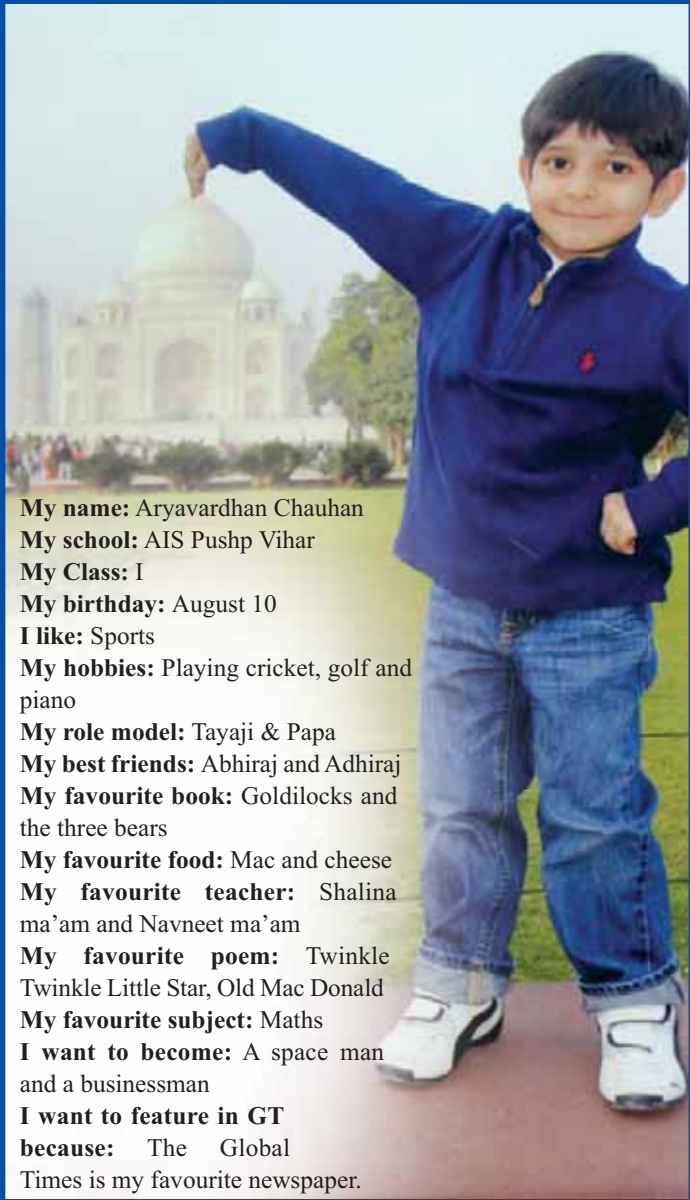 My name: Aryavardhan Chauhan
My school: AIS Pushp Vihar
My Class: I
My birthday: August 10
I like: Sports
My hobbies: Playing cricket, golf and
piano
My role model: Tayaji & Papa
My best friends: Abhiraj and Adhiraj
My favourite book: Goldilocks and
the three bears
My favourite food: Mac and cheese
My favourite teacher: Shalina
ma’am and Navneet ma’am
My favourite poem: Twinkle
Twinkle Little Star, Old Mac Donald
My favourite subject: Maths
I want to become: A space man
and a businessman
I want to feature in GT
because: The Global
Times is my favourite newspaper.